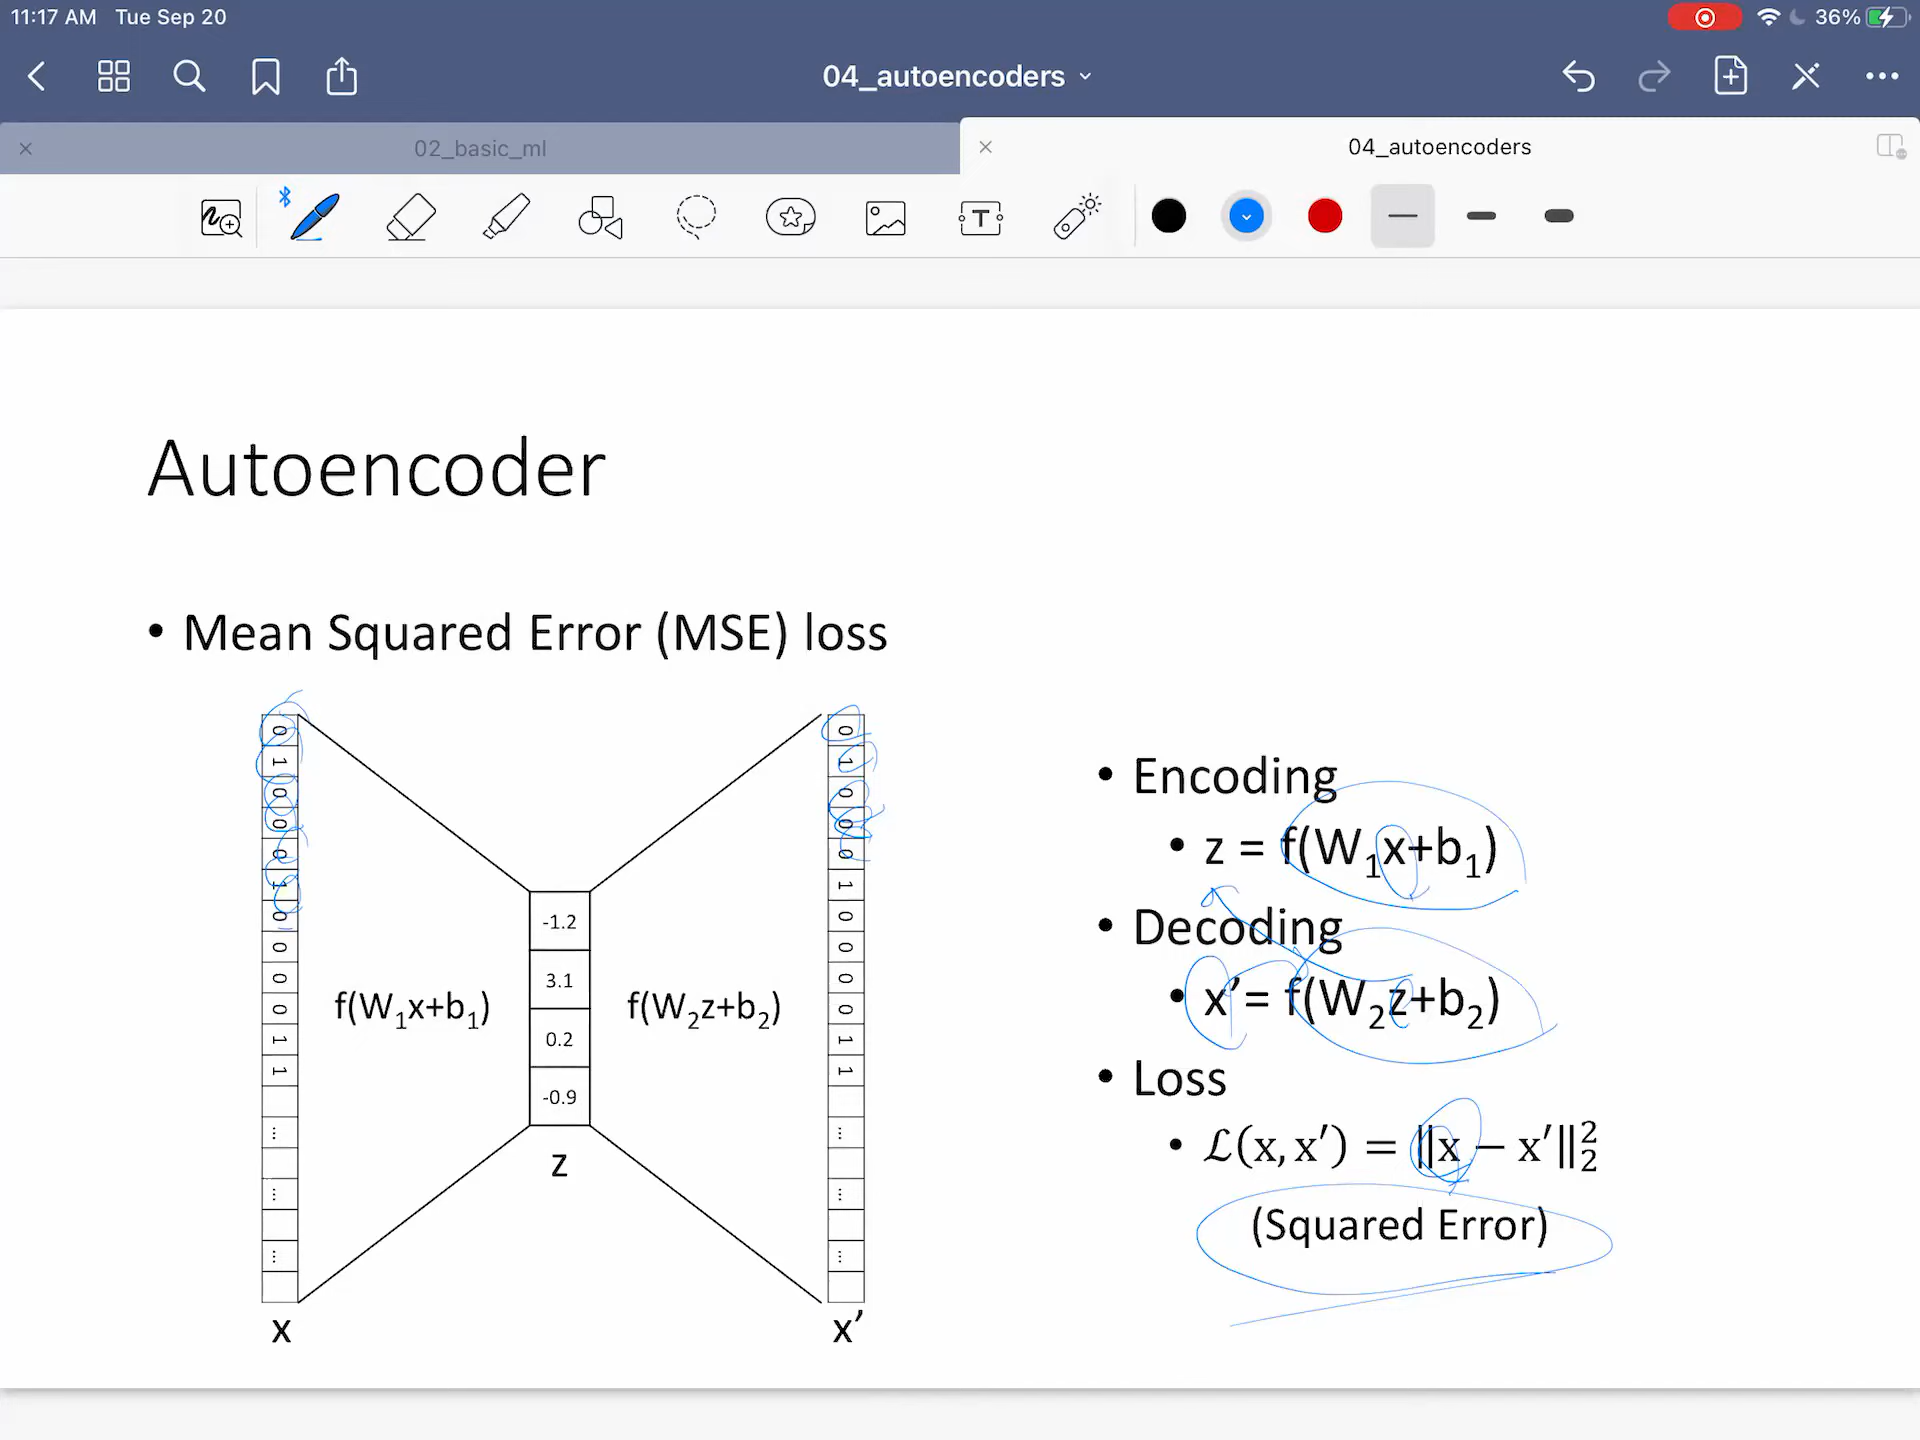 11:17 AM Tue Sep 20
36%
04_autoencoders
02_basic_ml
04_autoencoders
T
Autoencoder
• Mean Squared Error (MSE) loss
0
1
0
0
0
1
0
0
0
0
1
1
...
...
...
x
f(W₁x+b₁)
-1.2
3.1
0.2
-0.9
z
f(W₂z+b₂)
0
1
0
0
0
1
0
0
0
0
1
1
...
...
...
x′
• Encoding
• z = f(W₁x+b₁)
• Decoding
• x′= f(W₂z+b₂)
• Loss
• ℒ(x, x′) = ‖x − x′‖₂²
(Squared Error)